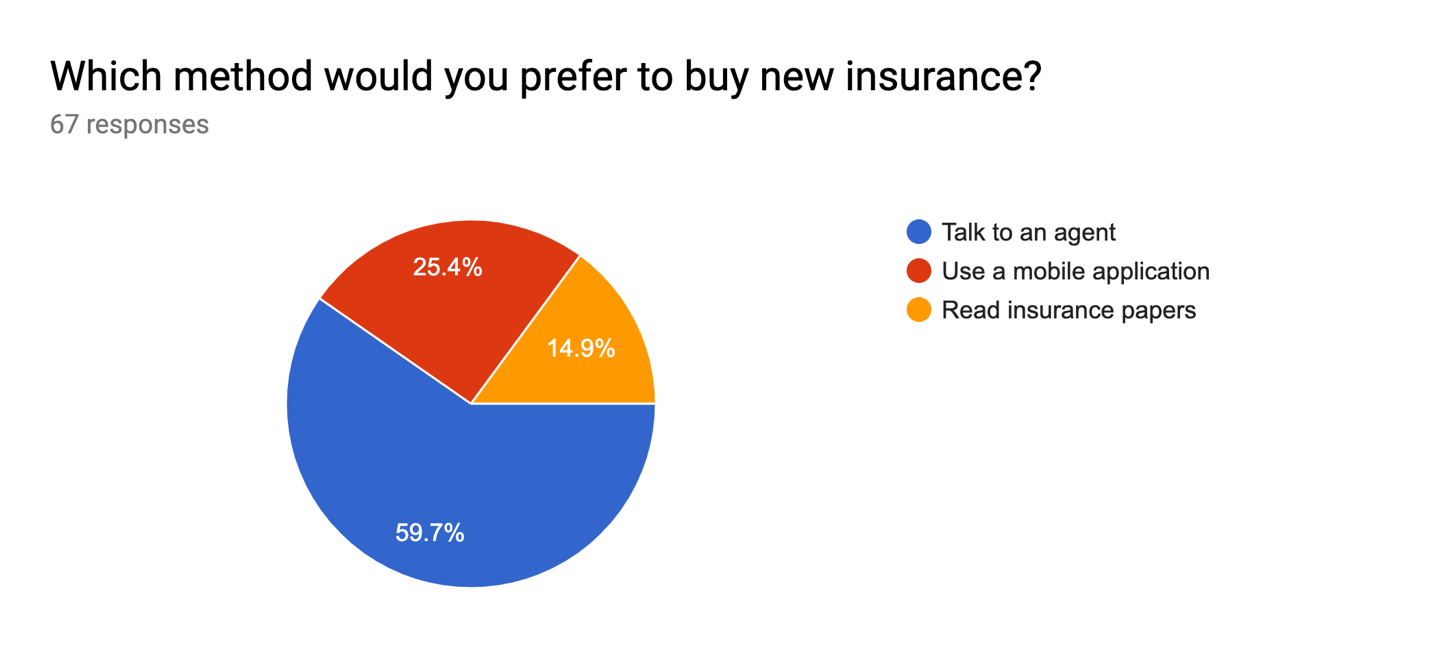 Which method would you prefer to buy new insurance?
67 responses
Talk to an agent
Use a mobile application
Read insurance papers
25.4%
14.9%
59.7%